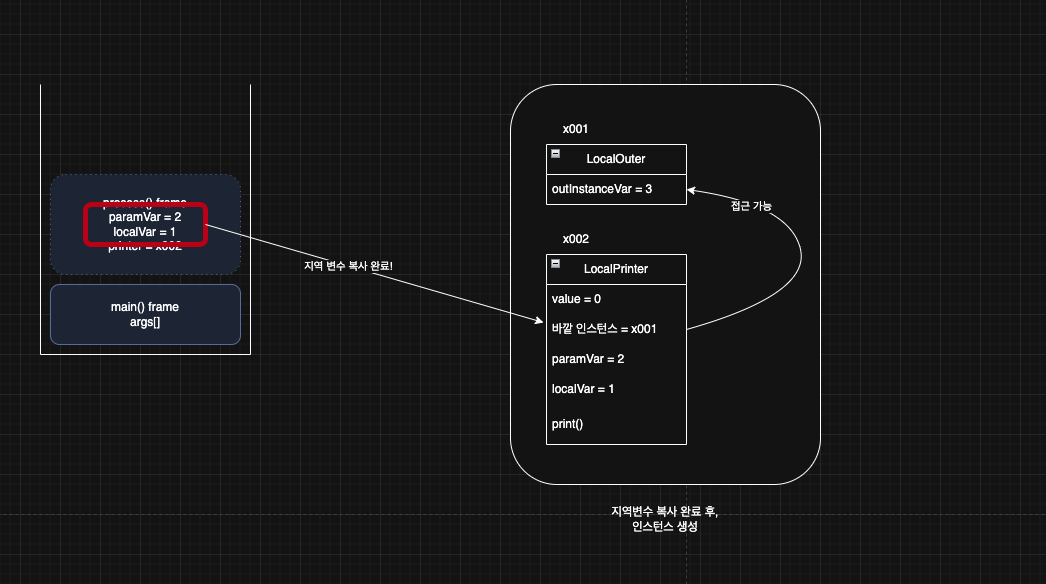 process() frame
paramVar = 2
localVar = 1
printer = x002
main() frame
args[]
지역 변수 복사 완료!
x001
LocalOuter
outInstanceVar = 3
접근 가능
x002
LocalPrinter
value = 0
바깥 인스턴스 = x001
paramVar = 2
localVar = 1
print()
지역변수 복사 완료 후,
인스턴스 생성